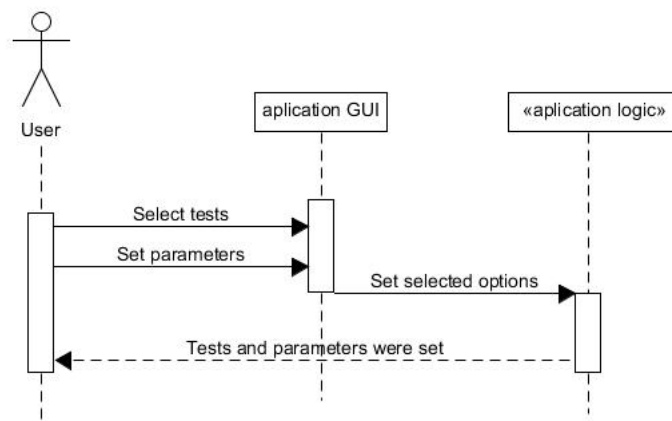 User
aplication GUI
«aplication logic»
Select tests
Set parameters
Set selected options
Tests and parameters were set